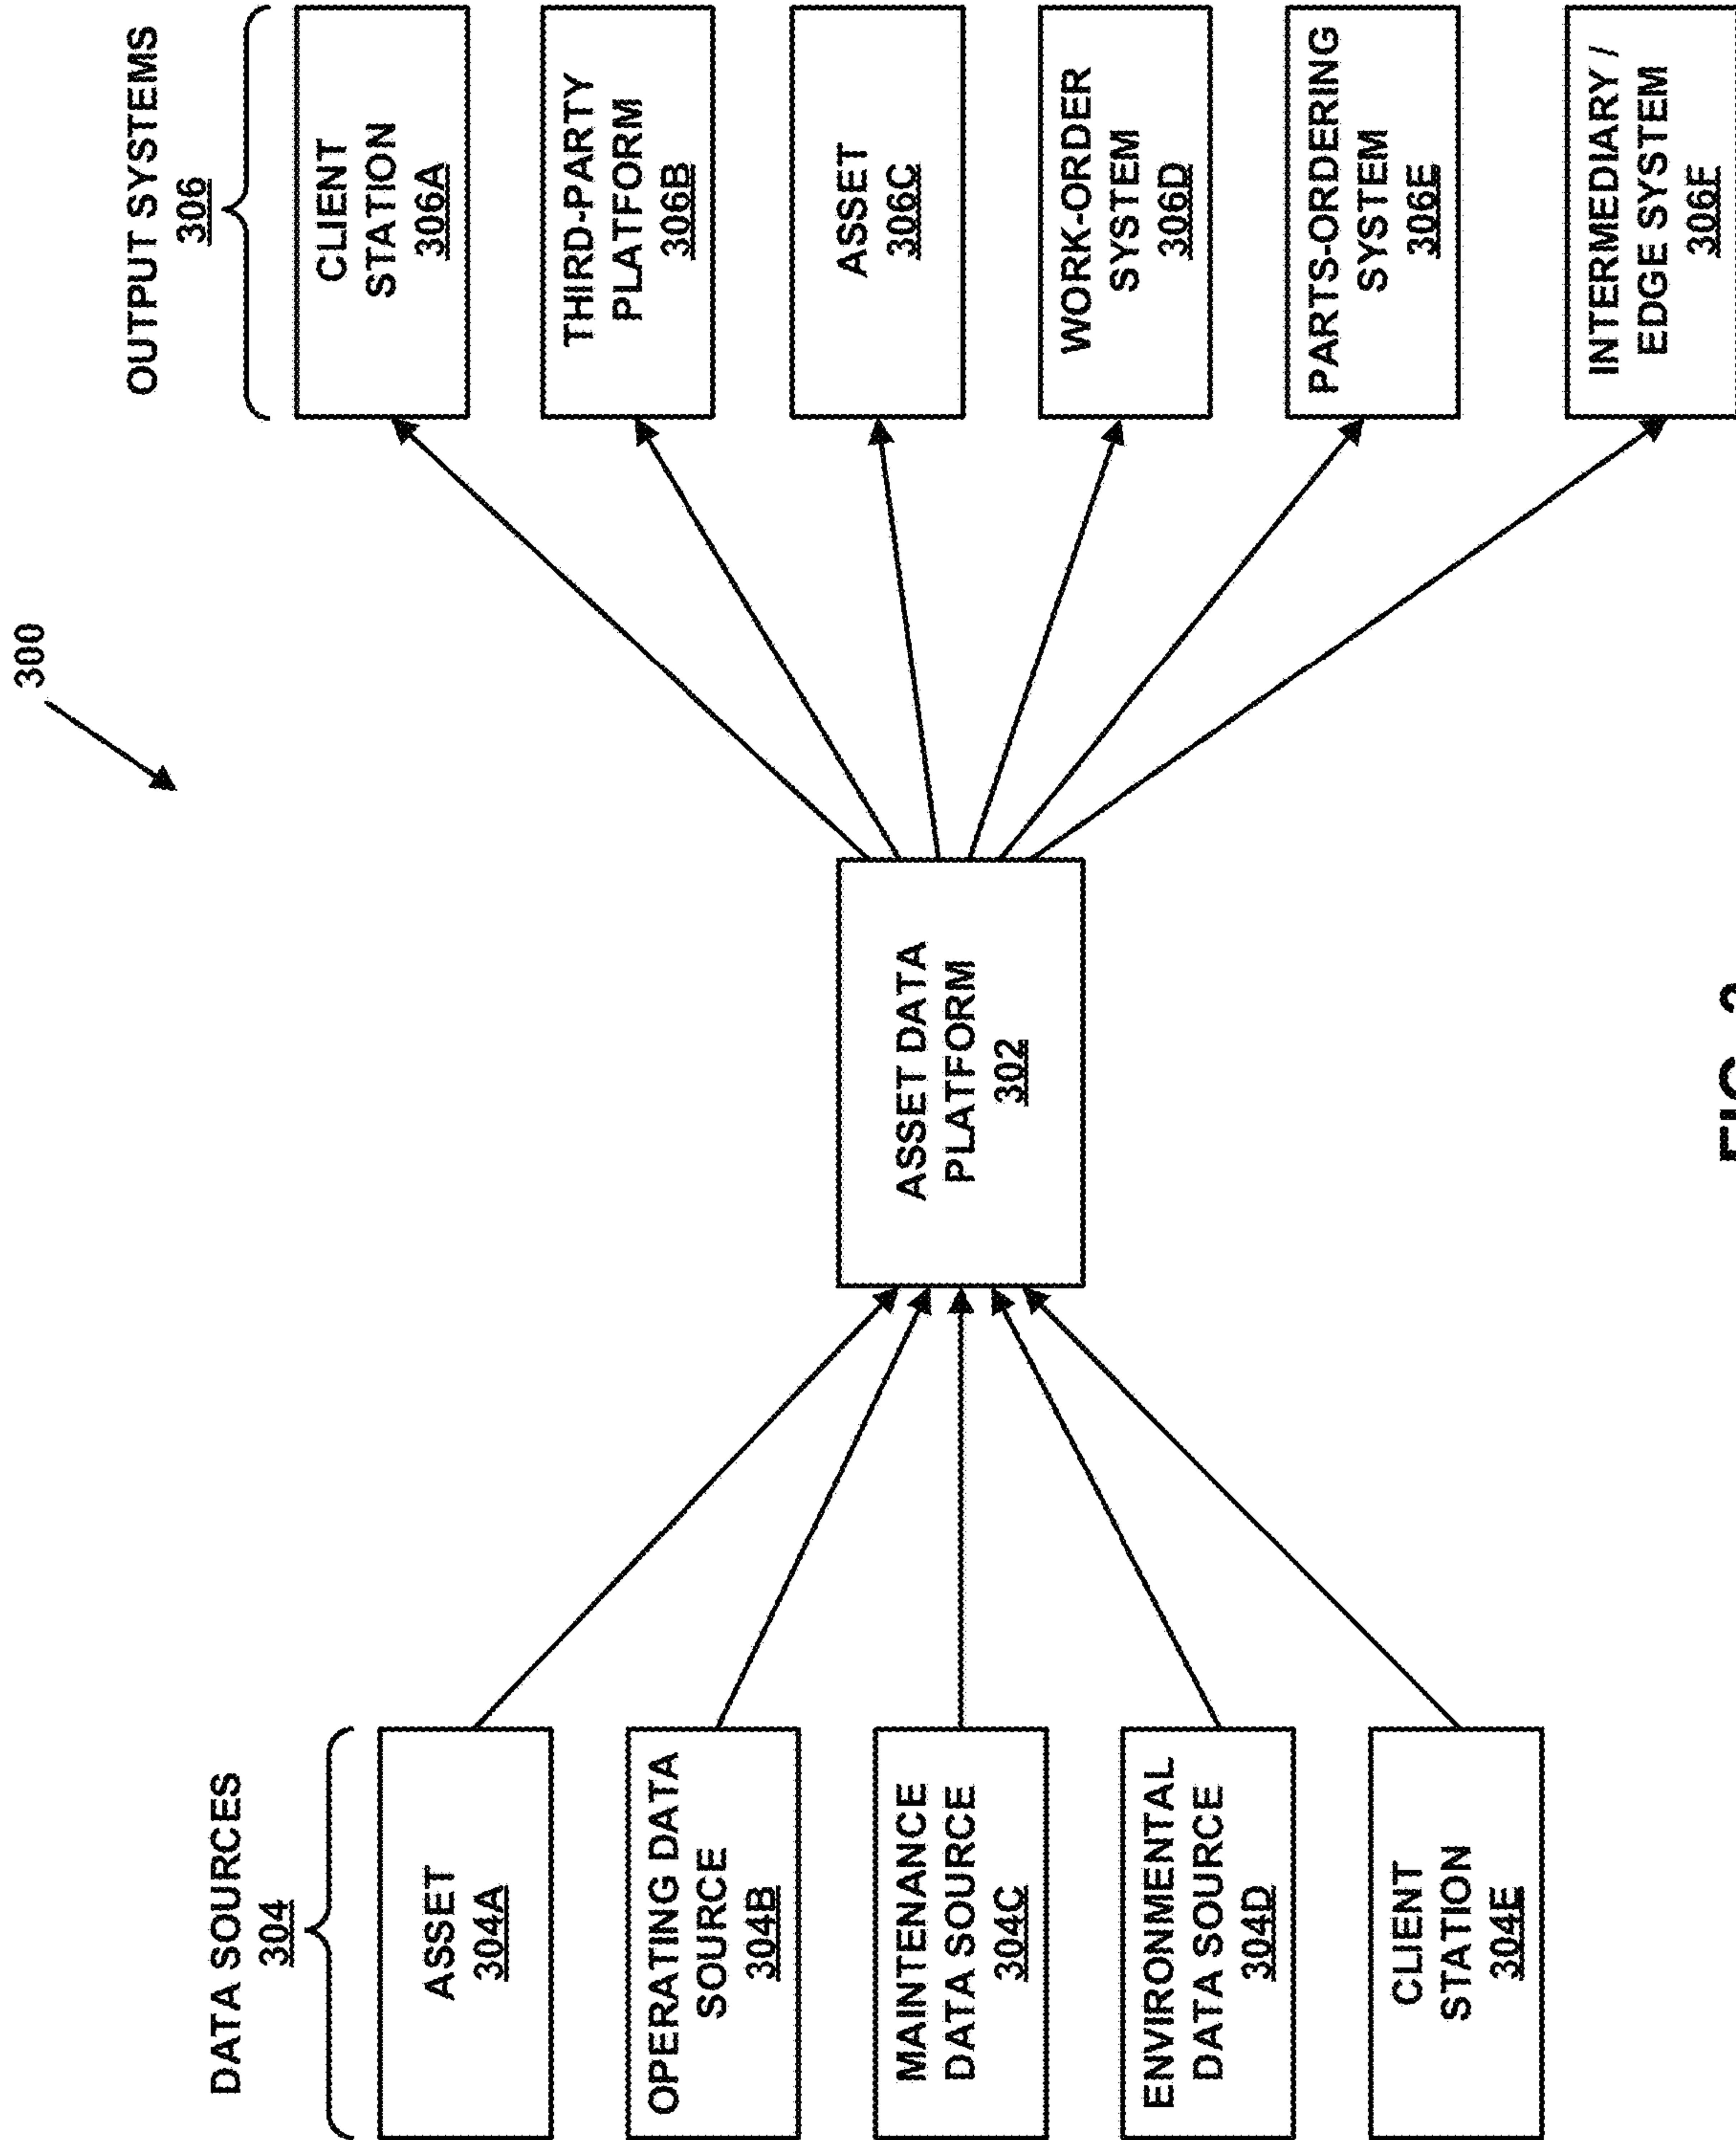 300
DATA SOURCES
304
ASSET
304A
OPERATING DATA
SOURCE
304B
MAINTENANCE
DATA SOURCE
304C
ENVIRONMENTAL
DATA SOURCE
304D
CLIENT
STATION
304E
ASSET DATA
PLATFORM
302
OUTPUT SYSTEMS
306
CLIENT
STATION
306A
THIRD-PARTY
PLATFORM
306B
ASSET
306C
WORK-ORDER
SYSTEM
306D
PARTS-ORDERING
SYSTEM
306E
INTERMEDIARY /
EDGE SYSTEM
306F
FIG.